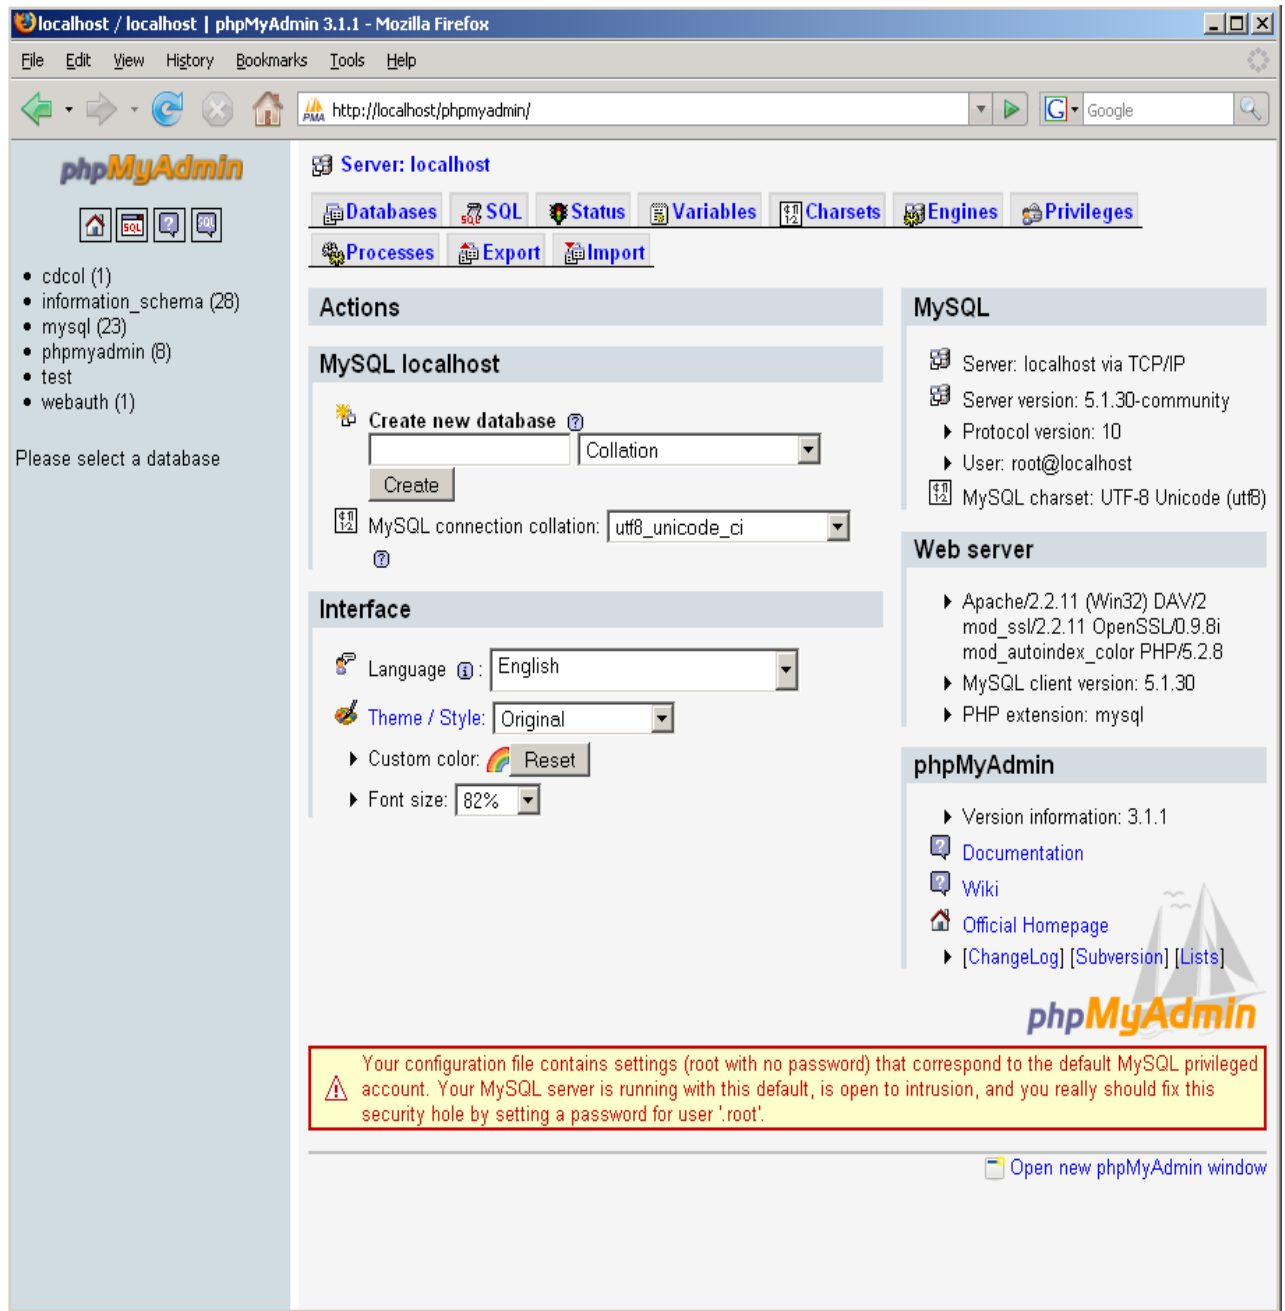 localhost / localhost | phpMyAdmin 3.1.1 - Mozilla Firefox
File Edit View History Bookmarks Tools Help
PMA http://localhost/phpmyadmin/ G Google
phpMyAdmin
SQL SQL
cdcol (1)
information_schema (28)
mysql (23)
phpmyadmin (8)
test
webauth (1)
Please select a database
Server: localhost
Databases SQL Status Variables Charsets Engines Privileges
Processes Export Import
Actions
MySQL localhost
Create new database
Collation
Create
MySQL connection collation: utf8_unicode_ci
Interface
Language : English
Theme / Style: Original
Custom color: Reset
Font size: 82%
MySQL
Server: localhost via TCP/IP
Server version: 5.1.30-community
Protocol version: 10
User: root@localhost
MySQL charset: UTF-8 Unicode (utf8)
Web server
Apache/2.2.11 (Win32) DAV/2
mod_ssl/2.2.11 OpenSSL/0.9.8i
mod_autoindex_color PHP/5.2.8
MySQL client version: 5.1.30
PHP extension: mysql
phpMyAdmin
Version information: 3.1.1
Documentation
Wiki
Official Homepage
[ChangeLog] [Subversion] [Lists]
phpMyAdmin
Your configuration file contains settings (root with no password) that correspond to the default MySQL privileged
account. Your MySQL server is running with this default, is open to intrusion, and you really should fix this
security hole by setting a password for user '.root'.
Open new phpMyAdmin window